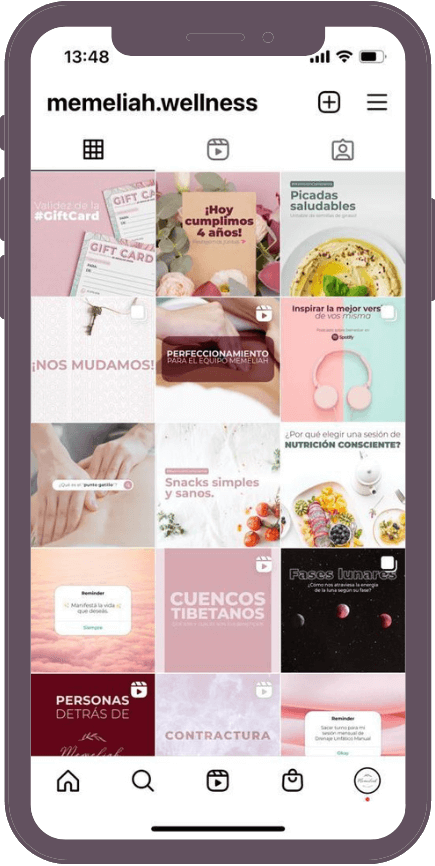 13:48
memeliah.wellness
Validez de la
#GiftCard
GIFT CARD
GIFT CARD
¡Hoy
cumplimos
4 años!
Picadas
saludables
¡NOS MUDAMOS!
PERFECCIONAMIENTO
PARA EL EQUIPO MEMELIAH
Inspirar la mejor versi
de vos misma
Spotify
¿Qué es el "punto gatillo"?
Snacks simples
y sanos.
¿Por qué elegir una sesión de
NUTRICIÓN CONSCIENTE?
Reminder
Manifestá la vida
que deseás.
Siempre
CUENCOS
TIBETANOS
Fases lunares
¿Cómo nos atraviesa la energía
de la luna según su fase?
PERSONAS
DETRÁS DE
Memeliah
CONTRACTURA
Reminder
Sacar turno para mi
sesión mensual de
Drenaje Linfático Manual
Okay
Memeliah